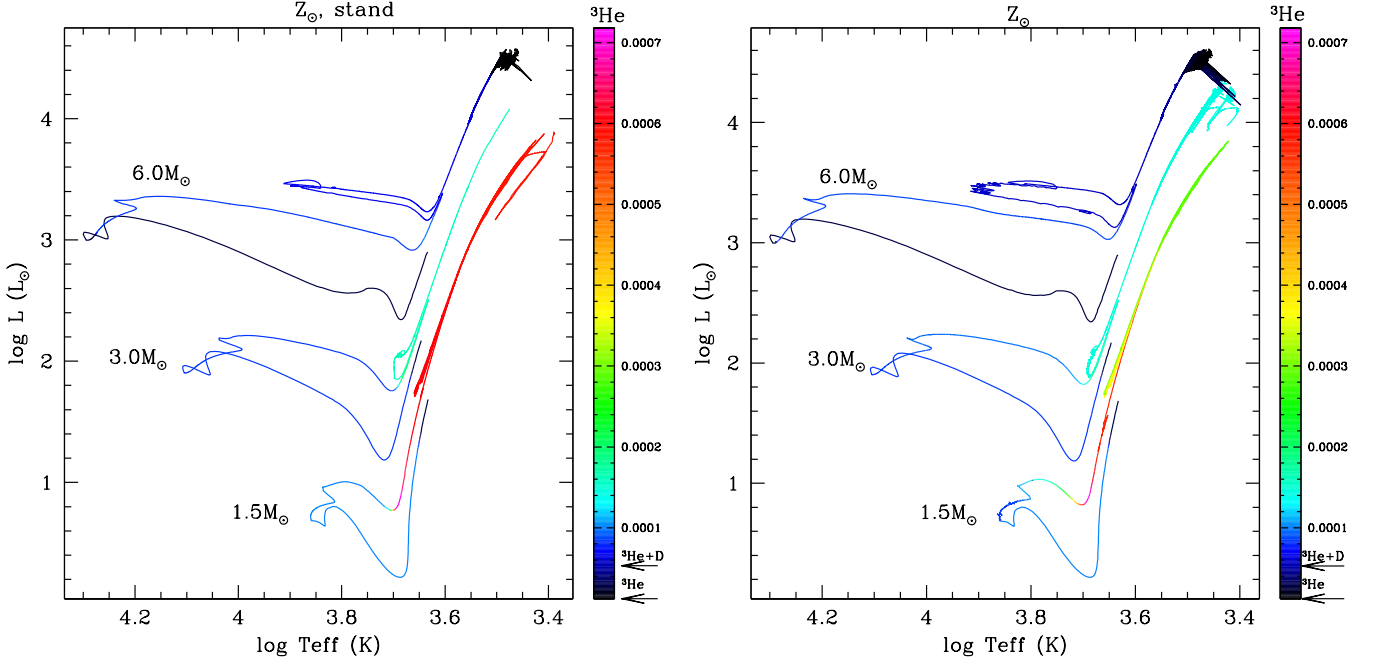 Z☉, stand
³He
0.0007
0.0006
0.0005
0.0004
0.0003
0.0002
0.0001
³He+D
³He
4
3
2
1
log L (L☉)
6.0M☉
3.0M☉
1.5M☉
4.2
4
3.8
3.6
3.4
log Teff (K)
Z☉
³He
0.0007
0.0006
0.0005
0.0004
0.0003
0.0002
0.0001
³He+D
³He
4
3
2
1
log L (L☉)
6.0M☉
3.0M☉
1.5M☉
4.2
4
3.8
3.6
3.4
log Teff (K)